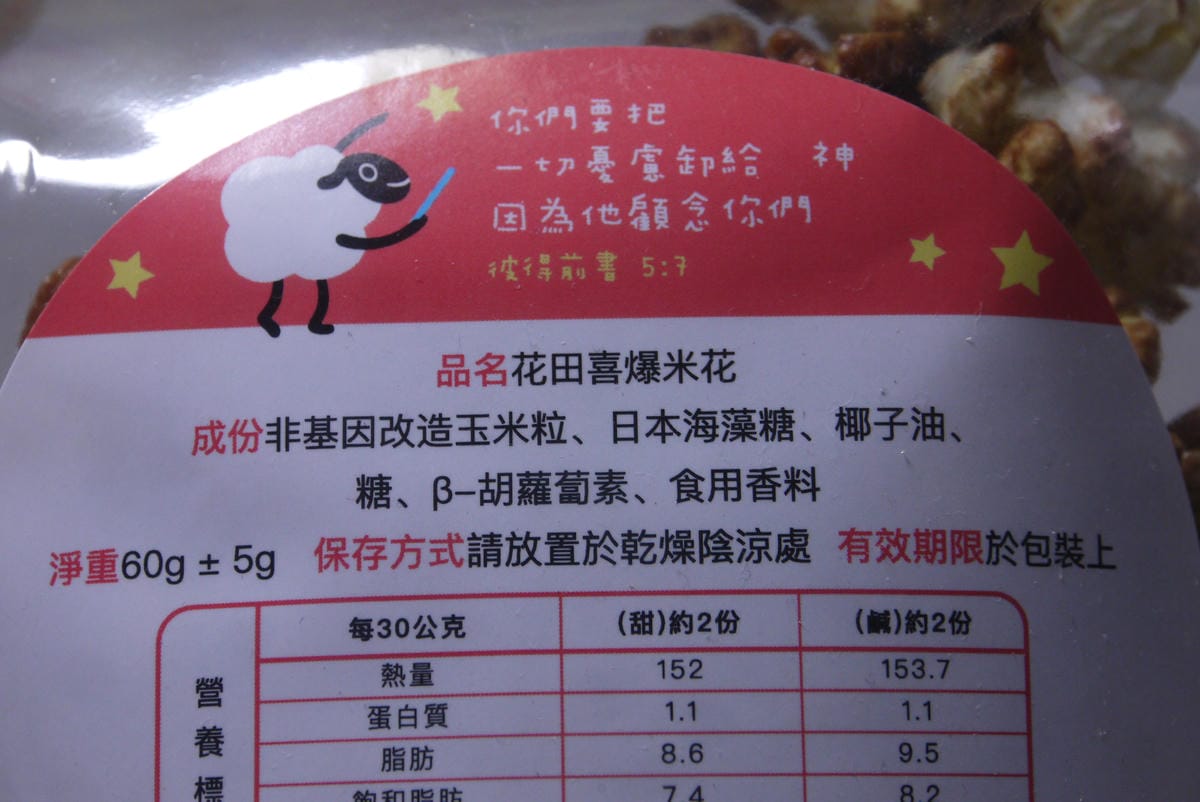 你們要把
一切憂慮卸給 神
因為他顧念你們
彼得前書 5:7
品名花田喜爆米花
成份非基因改造玉米粒、日本海藻糖、椰子油、
糖、β–胡蘿蔔素、食用香料
淨重60g ± 5g 保存方式請放置於乾燥陰涼處 有效期限於包裝上
營養標
每30公克 (甜)約2份 (鹹)約2份
熱量 152 153.7
蛋白質 1.1 1.1
脂肪 8.6 9.5
飽和脂肪 7.4 8.2